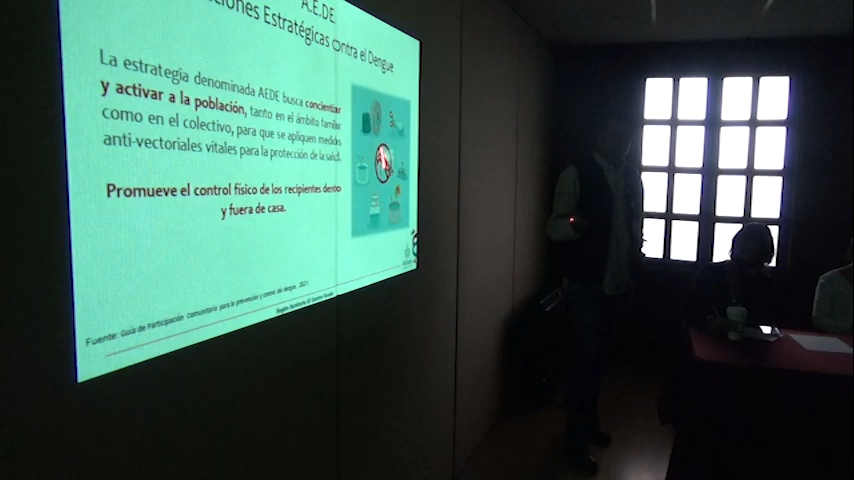 A.E.DE.
ciones Estratégicas contra el Dengue
La estrategia denominada AEDE busca concientizar
y activar a la población, tanto en el ámbito familiar
como en el colectivo, para que se apliquen medidas
anti-vectoriales vitales para la protección de la salud.
Promueve el control físico de los recipientes dentro
y fuera de casa.
Fuente: Guía de Participación Comunitaria para la prevención y control del dengue, 2021.